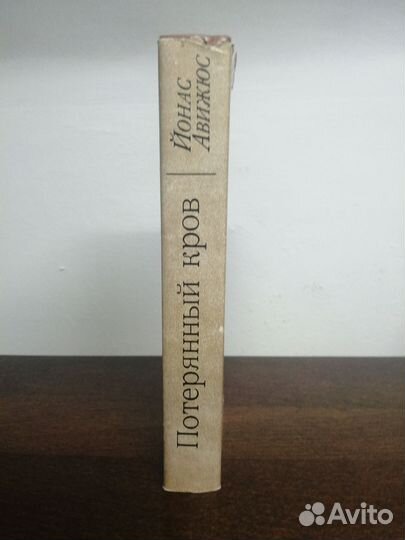 Йонас
Авижюс
Потерянный кров
Avito